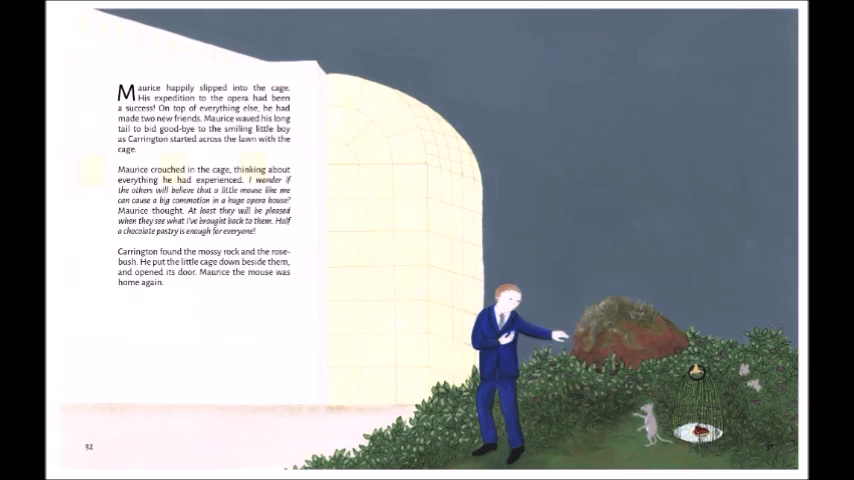 Maurice happily slipped into the cage.
His expedition to the opera had been
a success! On top of everything else, he had
made two new friends. Maurice waved his long
tail to bid good-bye to the smiling little boy
as Carrington started across the lawn with the
cage.
Maurice crouched in the cage, thinking about
everything he had experienced. I wonder if
the others will believe that a little mouse like me
can cause a big commotion in a huge opera house?
Maurice thought. At least they will be pleased
when they see what I've brought back to them. Half
a chocolate pastry is enough for everyone!
Carrington found the mossy rock and the rose-
bush. He put the little cage down beside them,
and opened its door. Maurice the mouse was
home again.
32